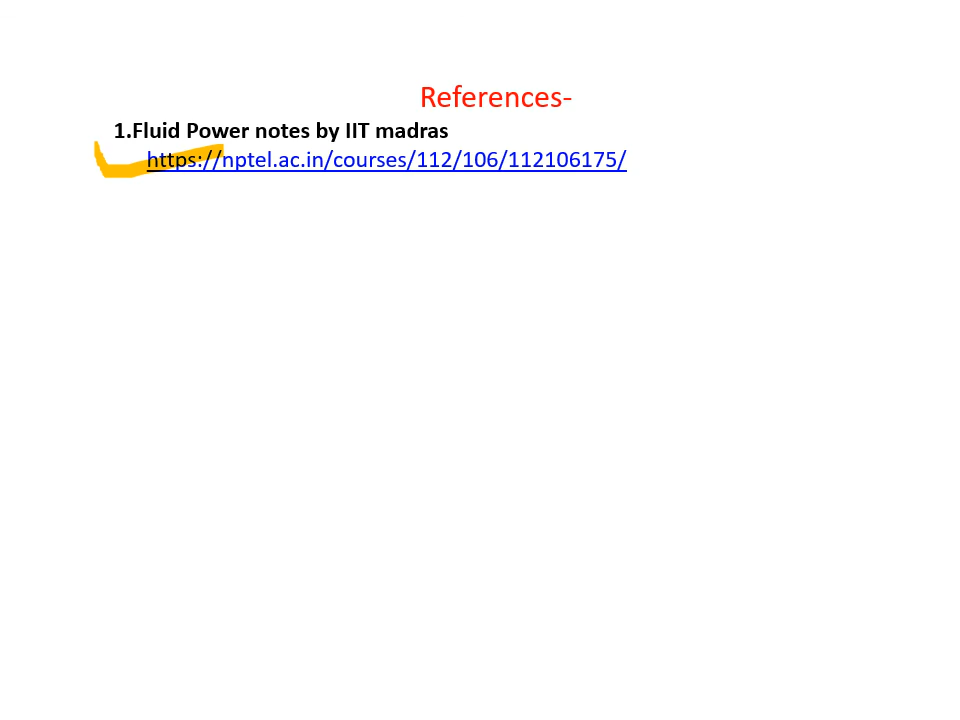 References-
1.Fluid Power notes by IIT madras
https://nptel.ac.in/courses/112/106/112106175/